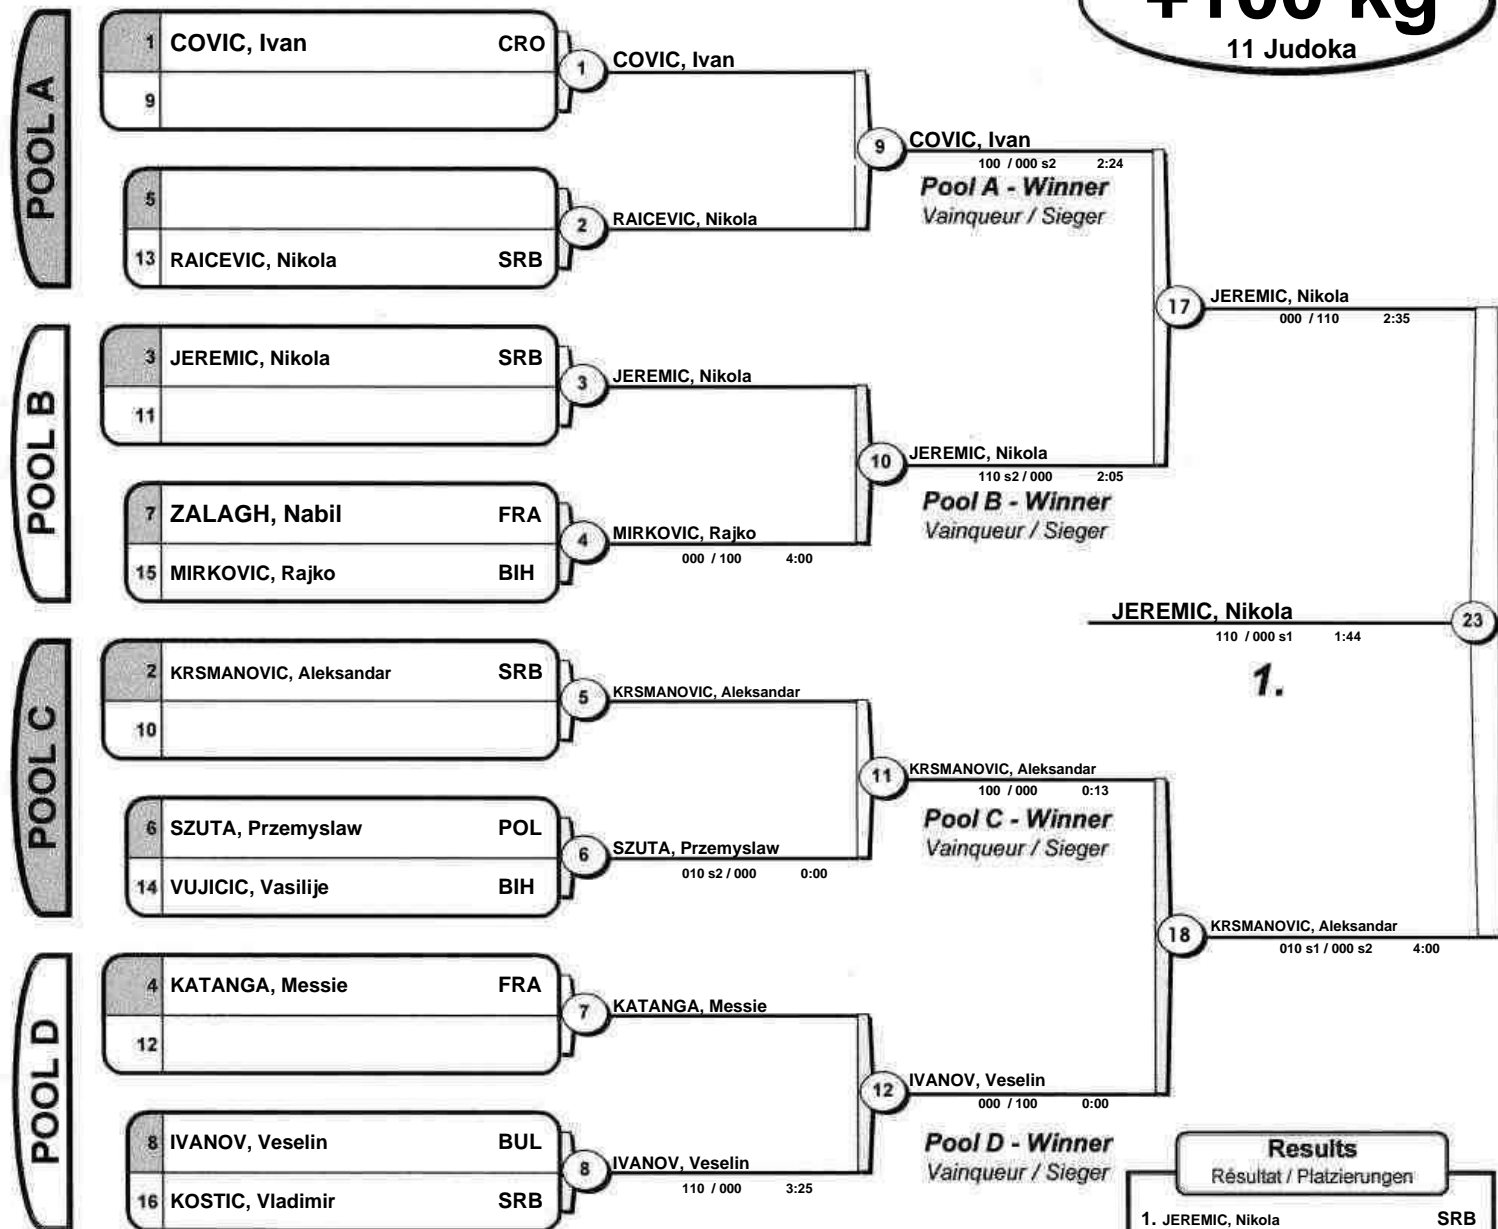 +100 kg
11 Judoka
POOL A
1 COVIC, Ivan CRO
9
1 COVIC, Ivan
5
13 RAICEVIC, Nikola SRB
2 RAICEVIC, Nikola
9 COVIC, Ivan
100 / 000 s2 2:24
Pool A - Winner
Vainqueur / Sieger
POOL B
3 JEREMIC, Nikola SRB
11
3 JEREMIC, Nikola
7 ZALAGH, Nabil FRA
15 MIRKOVIC, Rajko BIH
4 MIRKOVIC, Rajko
000 / 100 4:00
10 JEREMIC, Nikola
110 s2 / 000 2:05
Pool B - Winner
Vainqueur / Sieger
17 JEREMIC, Nikola
000 / 110 2:35
JEREMIC, Nikola 23
110 / 000 s1 1:44
1.
POOL C
2 KRSMANOVIC, Aleksandar SRB
10
5 KRSMANOVIC, Aleksandar
6 SZUTA, Przemyslaw POL
14 VUJICIC, Vasilije BIH
6 SZUTA, Przemyslaw
010 s2 / 000 0:00
11 KRSMANOVIC, Aleksandar
100 / 000 0:13
Pool C - Winner
Vainqueur / Sieger
18 KRSMANOVIC, Aleksandar
010 s1 / 000 s2 4:00
POOL D
4 KATANGA, Messie FRA
12
7 KATANGA, Messie
8 IVANOV, Veselin BUL
16 KOSTIC, Vladimir SRB
8 IVANOV, Veselin
110 / 000 3:25
12 IVANOV, Veselin
000 / 100 0:00
Pool D - Winner
Vainqueur / Sieger
Results
Résultat / Platzierungen
1. JEREMIC, Nikola SRB